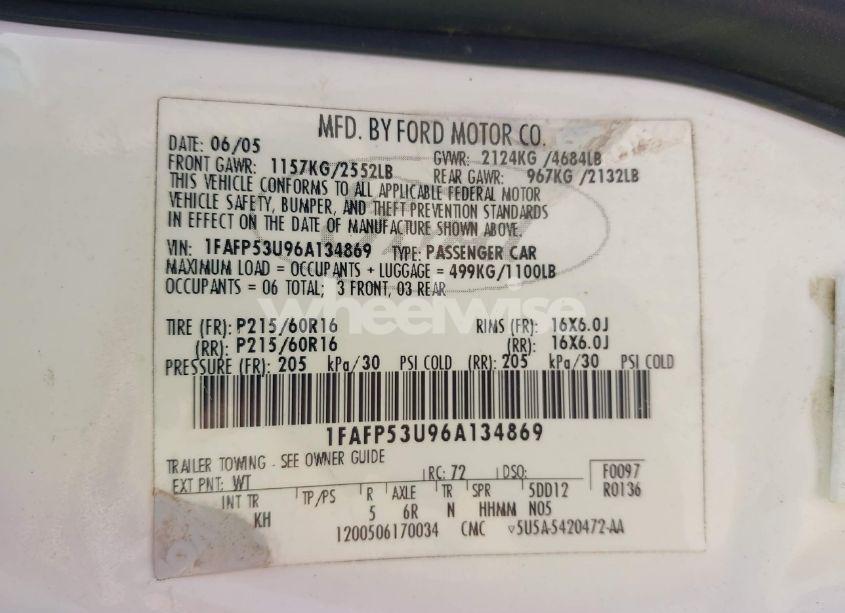 MFD. BY FORD MOTOR CO.
DATE: 06/05 GVWR: 2124KG /4684LB
FRONT GAWR: 1157KG/2552LB REAR GAWR: 967KG /2132LB
THIS VEHICLE CONFORMS TO ALL APPLICABLE FEDERAL MOTOR
VEHICLE SAFETY, BUMPER, AND THEFT PREVENTION STANDARDS
IN EFFECT ON THE DATE OF MANUFACTURE SHOWN ABOVE.
VIN: 1FAFP53U96A134869 TYPE: PASSENGER CAR
MAXIMUM LOAD = OCCUPANTS + LUGGAGE = 499KG/1100LB
OCCUPANTS = 06 TOTAL; 3 FRONT, 03 REAR
wheelwise
TIRE (FR): P215/60R16 RIMS (FR): 16X6.0J
(RR): P215/60R16 (RR): 16X6.0J
PRESSURE (FR): 205 kPa/30 PSI COLD (RR): 205 kPa/30 PSI COLD
1FAFP53U96A134869
TRAILER TOWING - SEE OWNER GUIDE
EXT PNT: WT RC: 72 DSO: F0097
INT TR TP/PS R AXLE TR SPR 5DD12 R0136
KH 5 6R N HHMM N05
1200506170034 CMC 5U5A-5420472-AA